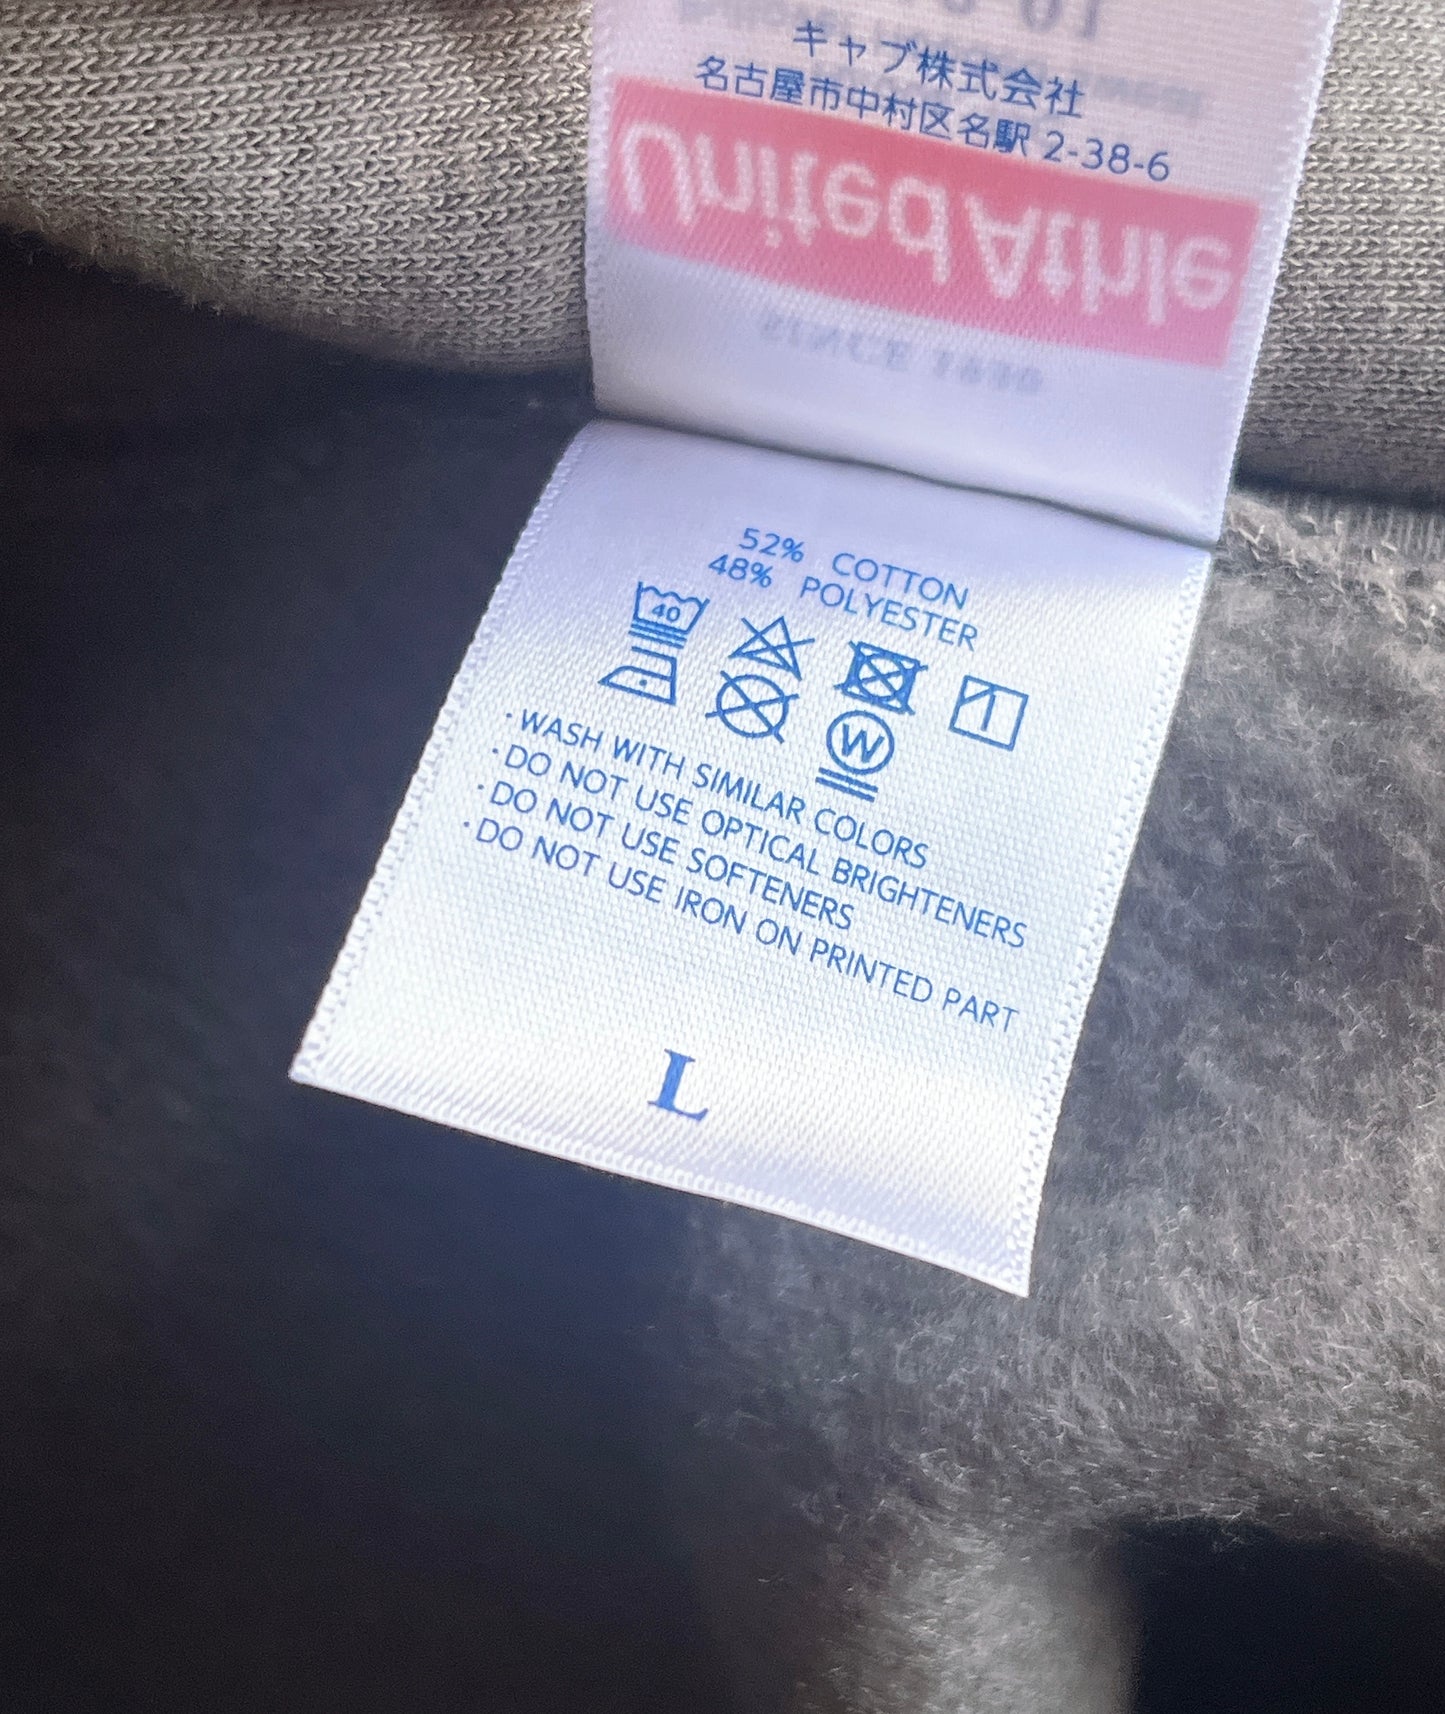 キャブ株式会社
名古屋市中村区名駅 2-38-6
United Athle
52% COTTON
48% POLYESTER
40
W
・WASH WITH SIMILAR COLORS
・DO NOT USE OPTICAL BRIGHTENERS
・DO NOT USE SOFTENERS
・DO NOT USE IRON ON PRINTED PART
L